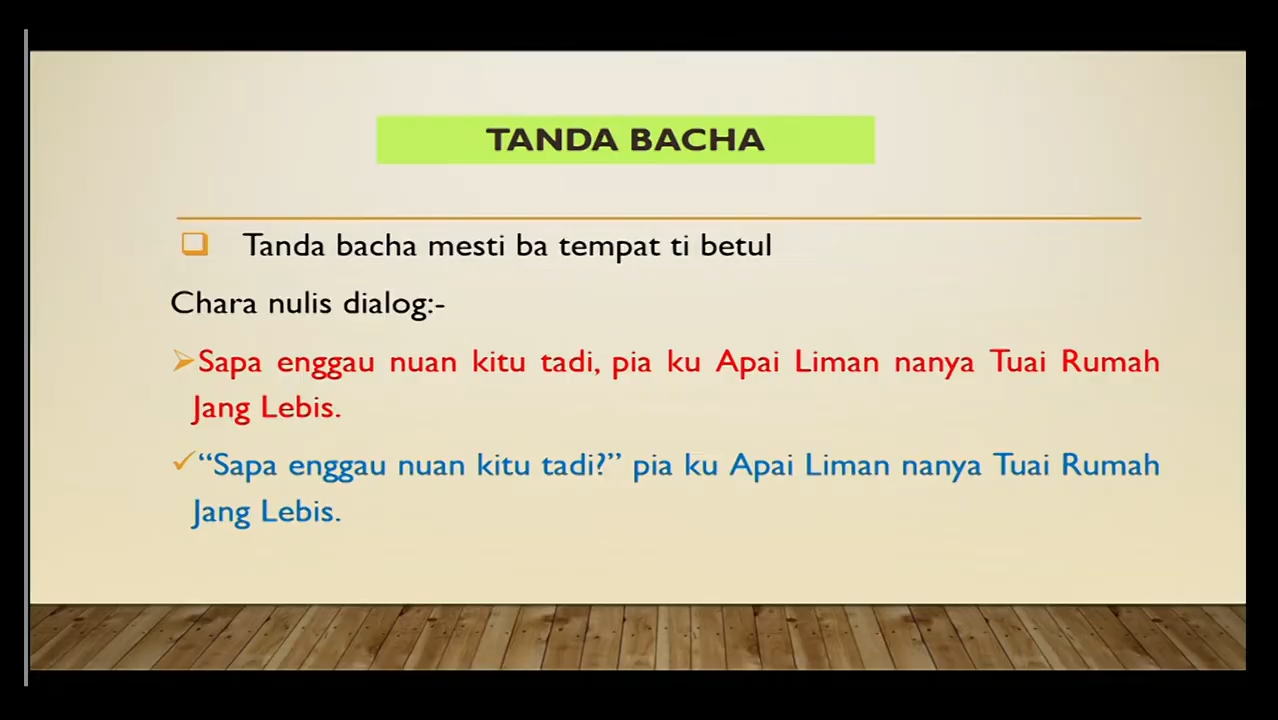 TANDA BACHA
Tanda bacha mesti ba tempat ti betul
Chara nulis dialog:-
Sapa enggau nuan kitu tadi, pia ku Apai Liman nanya Tuai Rumah
Jang Lebis.
“Sapa enggau nuan kitu tadi?” pia ku Apai Liman nanya Tuai Rumah
Jang Lebis.